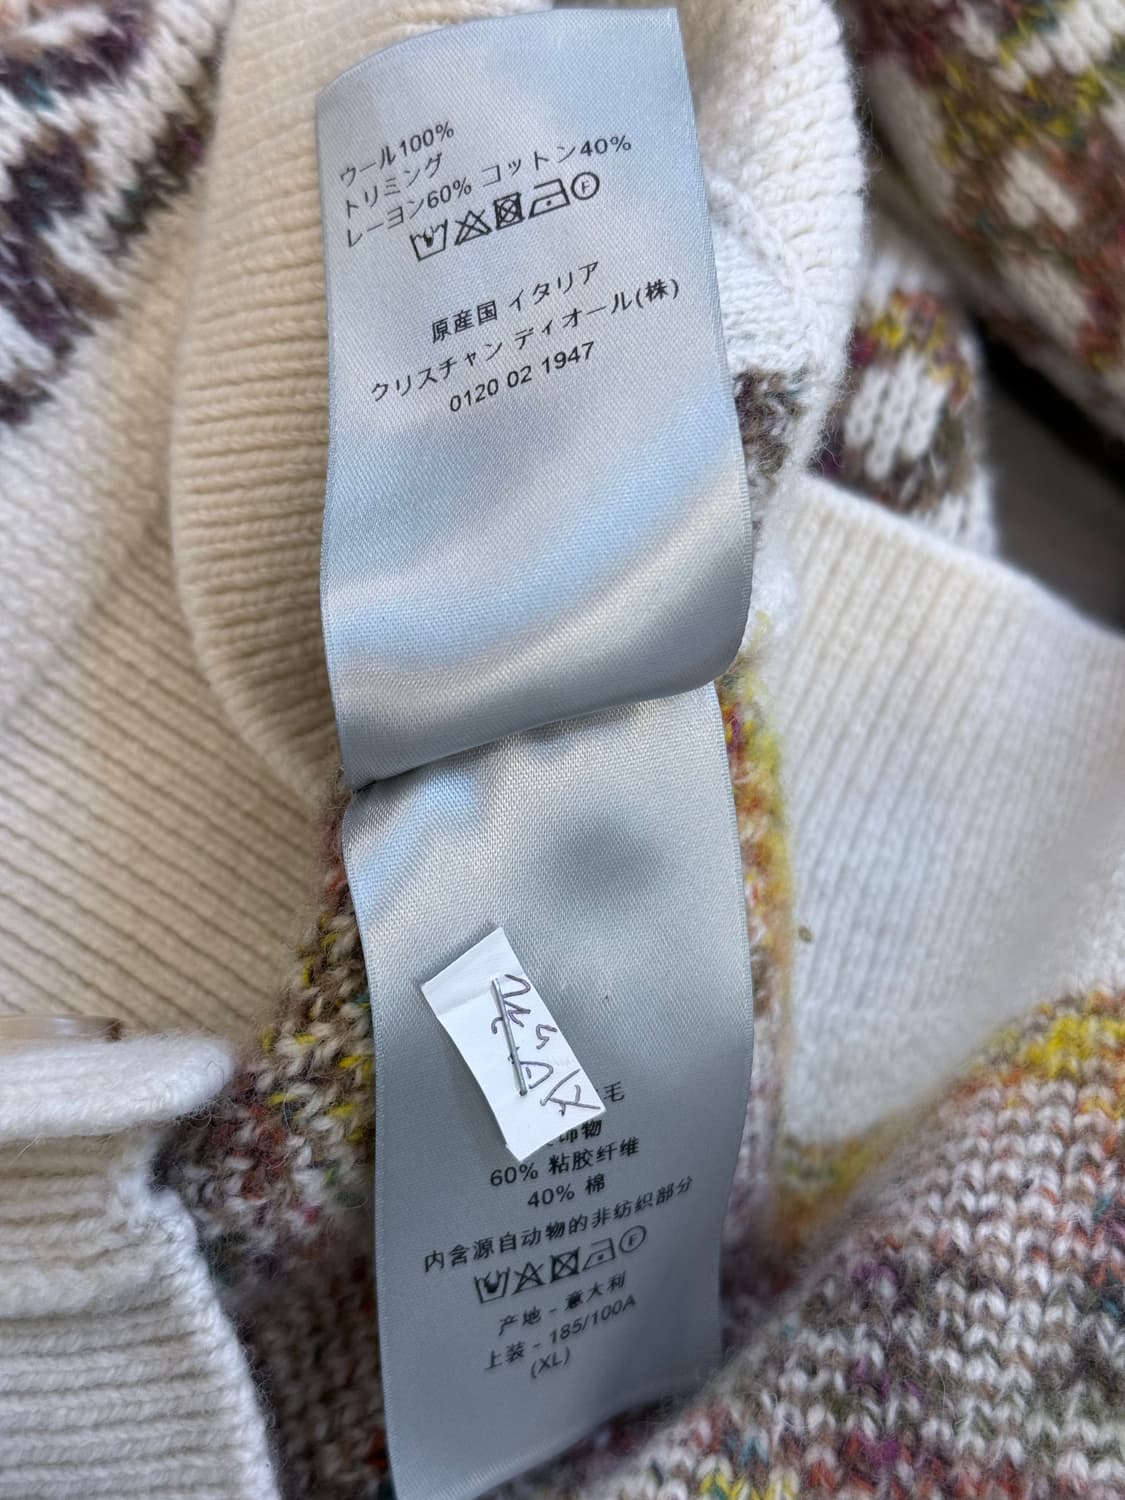 ウール100%
トリミング
レーヨン60% コットン40%
原産国 イタリア
クリスチャン ディオール(株)
0120 02 1947
毛
饰物
60% 粘胶纤维
40% 棉
内含源自动物的非纺织部分
产地 - 意大利
上装 - 185/100A
(XL)